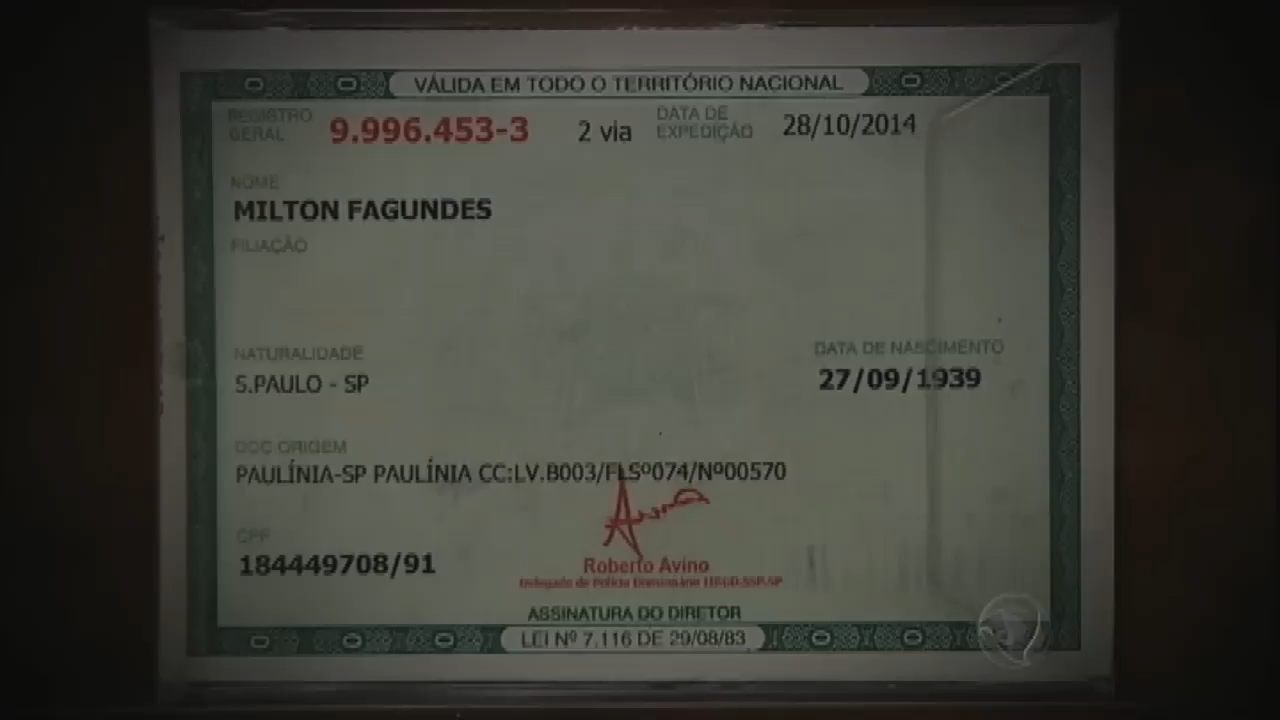 VÁLIDA EM TODO O TERRITÓRIO NACIONAL
REGISTRO GERAL 9.996.453-3 2 via DATA DE EXPEDIÇÃO 28/10/2014
NOME
MILTON FAGUNDES
FILIAÇÃO
NATURALIDADE DATA DE NASCIMENTO
S.PAULO - SP 27/09/1939
DOC ORIGEM
PAULÍNIA-SP PAULÍNIA CC:LV.B003/FLSº074/Nº00570
CPF
184449708/91
Roberto Avino
Delegado de Polícia
ASSINATURA DO DIRETOR
LEI Nº 7.116 DE 29/08/83